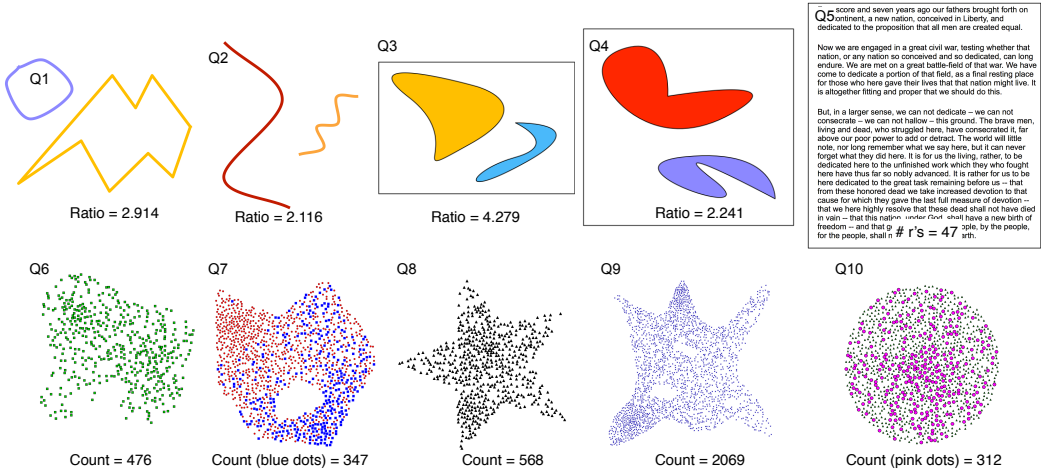 Q1
Q2
Q3
Q4
Q5
score and seven years ago our fathers brought forth on
continent, a new nation, conceived in Liberty, and
dedicated to the proposition that all men are created equal.
Now we are engaged in a great civil war, testing whether that
nation, or any nation so conceived and so dedicated, can long
endure. We are met on a great battle-field of that war. We have
come to dedicate a portion of that field, as a final resting place
for those who here gave their lives that that nation might live. It
is altogether fitting and proper that we should do this.
But, in a larger sense, we can not dedicate – we can not
consecrate – we can not hallow – this ground. The brave men,
living and dead, who struggled here, have consecrated it, far
above our poor power to add or detract. The world will little
note, nor long remember what we say here, but it can never
forget what they did here. It is for us the living, rather, to be
dedicated here to the unfinished work which they who fought
here have thus far so nobly advanced. It is rather for us to be
here dedicated to the great task remaining before us -- that
from these honored dead we take increased devotion to that
cause for which they gave the last full measure of devotion --
that we here highly resolve that these dead shall not have died
in vain -- that this nation, under God, shall have a new birth of
freedom -- and that people, by the people,
for the people, shall earth.
# r's = 47
Ratio = 2.914
Ratio = 2.116
Ratio = 4.279
Ratio = 2.241
Q6
Q7
Q8
Q9
Q10
Count = 476
Count (blue dots) = 347
Count = 568
Count = 2069
Count (pink dots) = 312